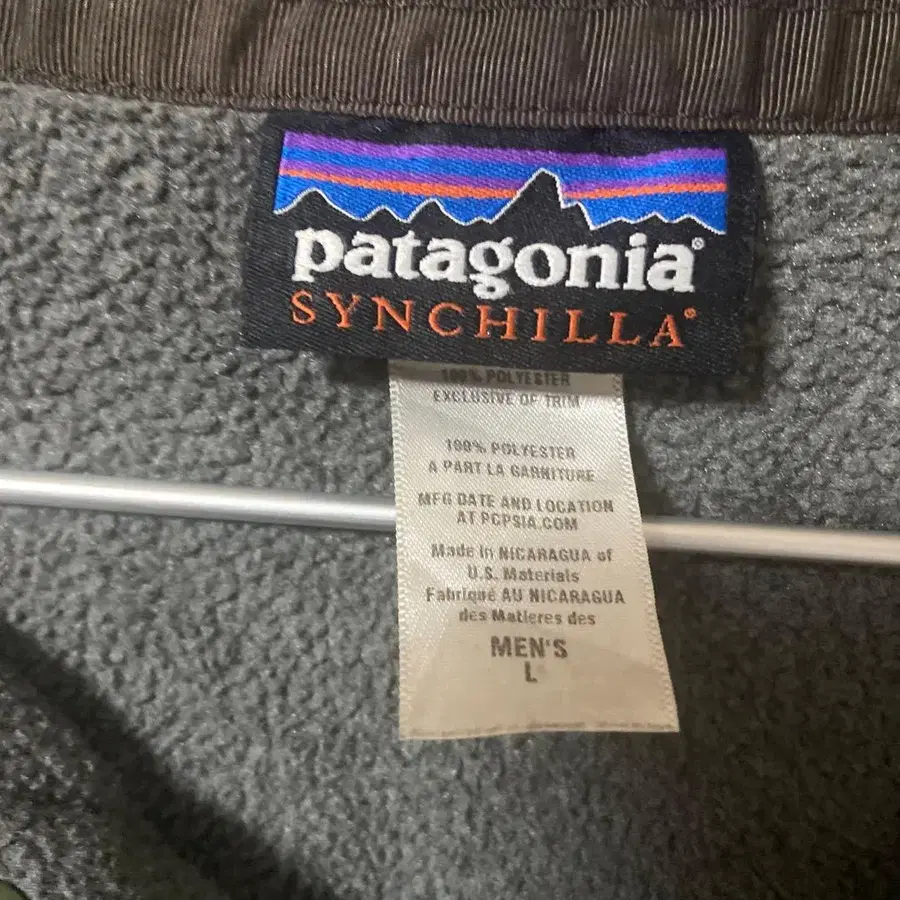 patagonia®
SYNCHILLA®
100% POLYESTER
EXCLUSIVE OF TRIM
100% POLYESTER
A PART LA GARNITURE
MFG DATE AND LOCATION
AT PCPSIA.COM
Made in NICARAGUA of
U.S. Materials
Fabriqué AU NICARAGUA
des Matieres des
MEN'S
L